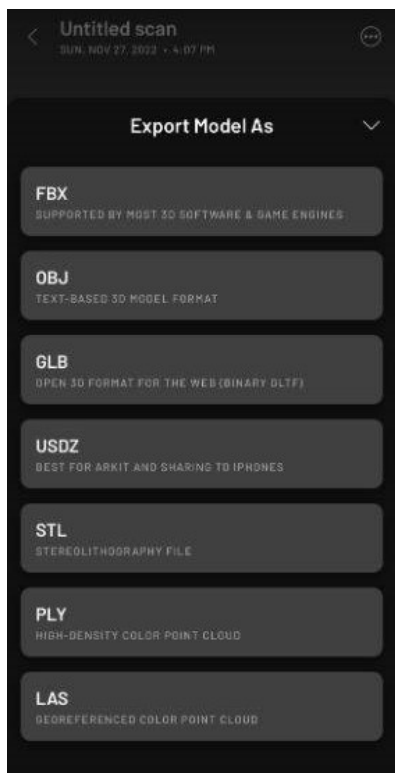 Untitled scan
SUN, NOV 27, 2022 • 4:07 PM
Export Model As
FBX
SUPPORTED BY MOST 3D SOFTWARE & GAME ENGINES
OBJ
TEXT-BASED 3D MODEL FORMAT
GLB
OPEN 3D FORMAT FOR THE WEB (BINARY GLTF)
USDZ
BEST FOR ARKIT AND SHARING TO IPHONES
STL
STEREOLITHOGRAPHY FILE
PLY
HIGH-DENSITY COLOR POINT CLOUD
LAS
GEOREFERENCED COLOR POINT CLOUD